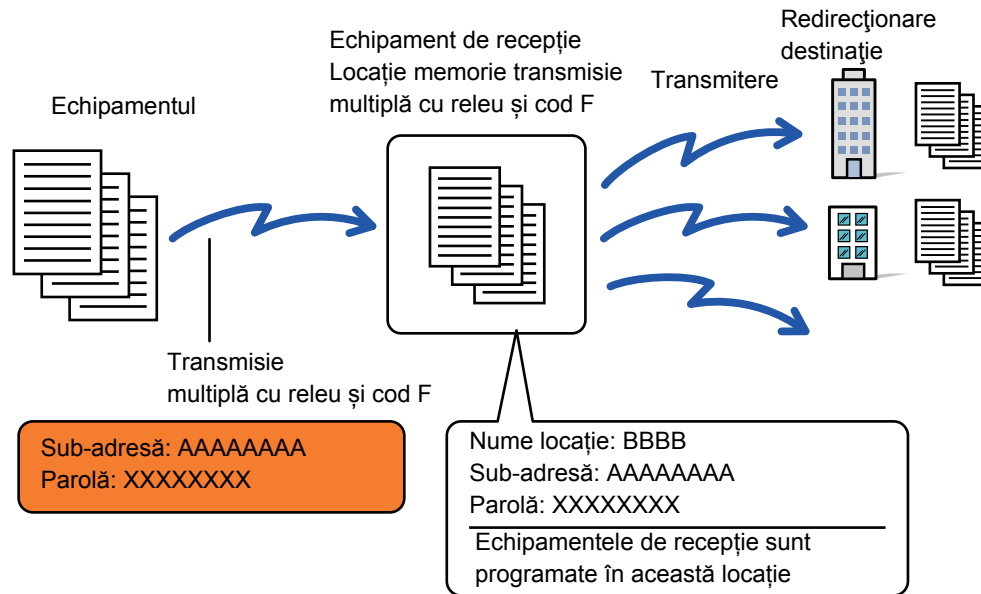 Echipamentul
Echipament de recepție
Locație memorie transmisie
multiplă cu releu și cod F
Transmitere
Redirecţionare
destinaţie
Transmisie
multiplă cu releu și cod F
Sub-adresă: AAAAAAAA
Parolă: XXXXXXXX
Nume locație: BBBB
Sub-adresă: AAAAAAAA
Parolă: XXXXXXXX
Echipamentele de recepție sunt
programate în această locație